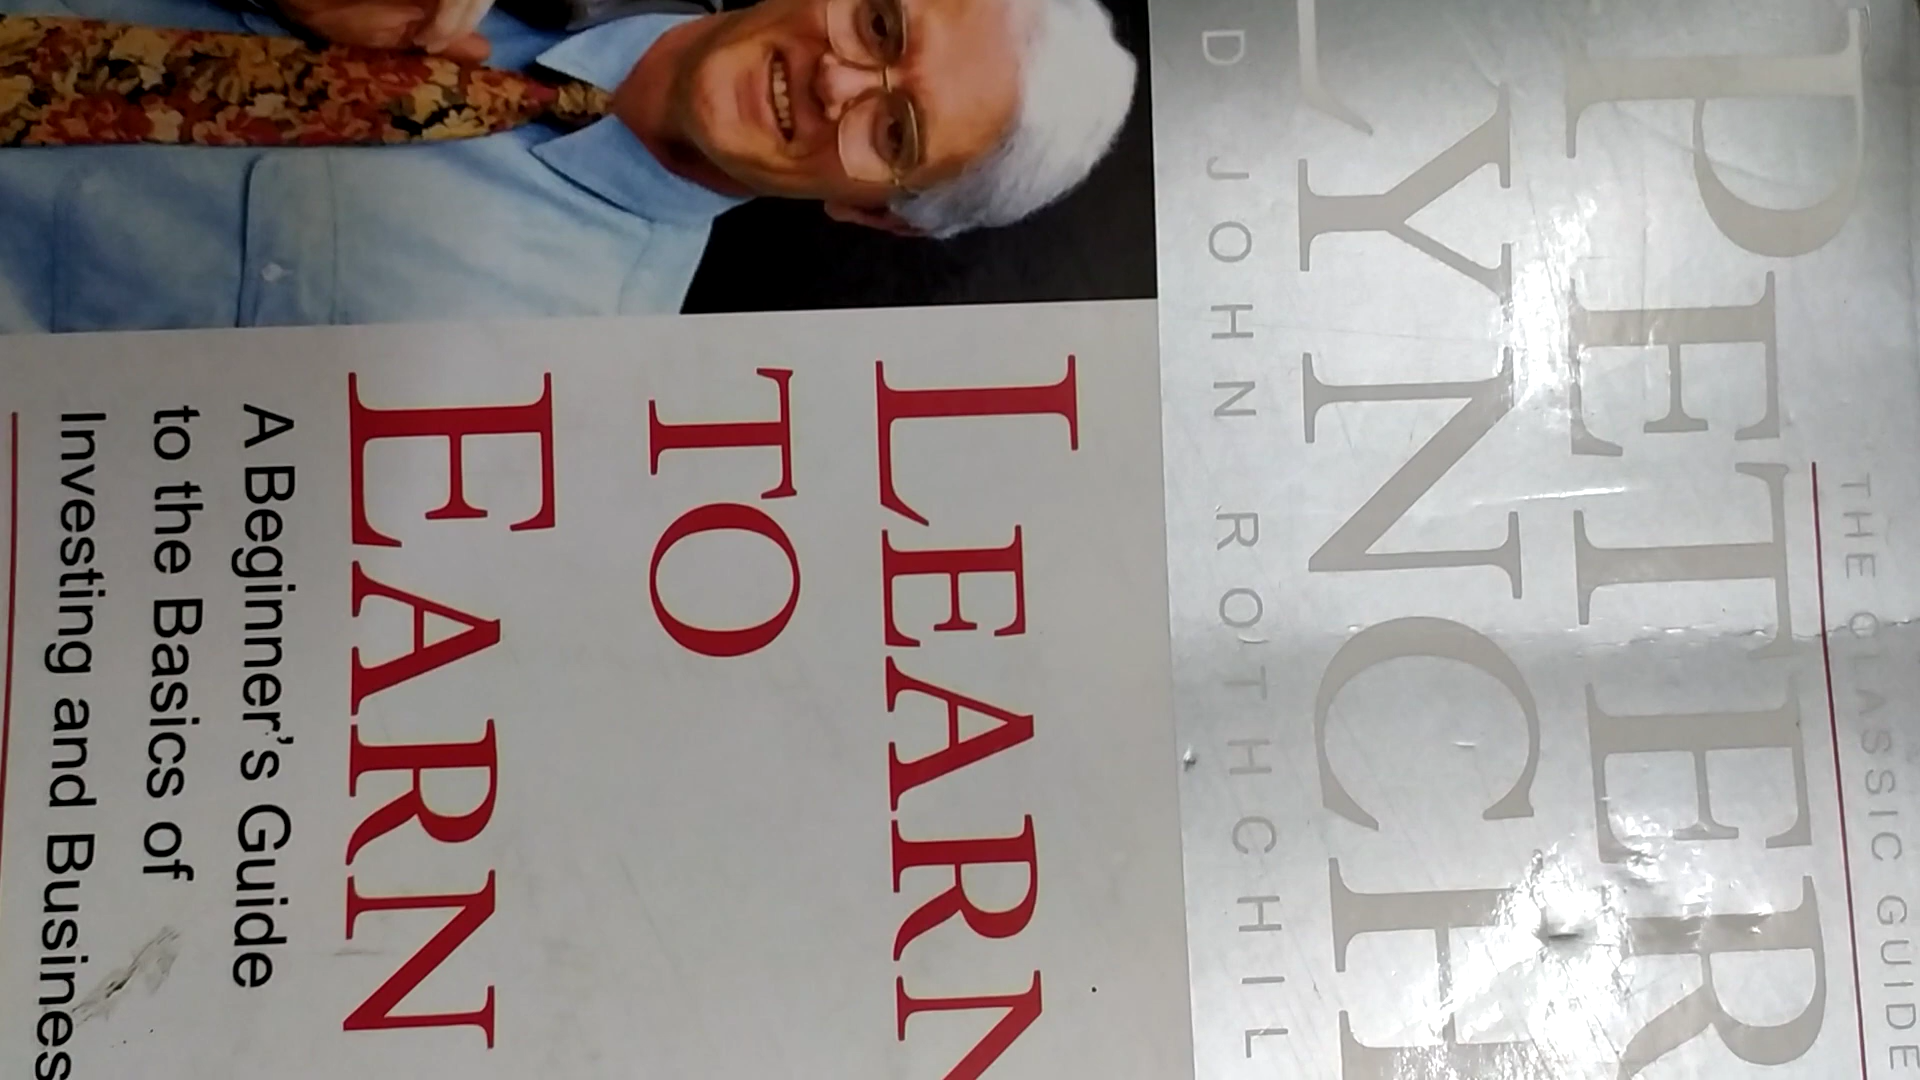 THE CLASSIC GUIDE
PETER
LYNCH
D JOHN ROTHCHIL
LEARN
TO
EARN
A Beginner's Guide
to the Basics of
Investing and Busines